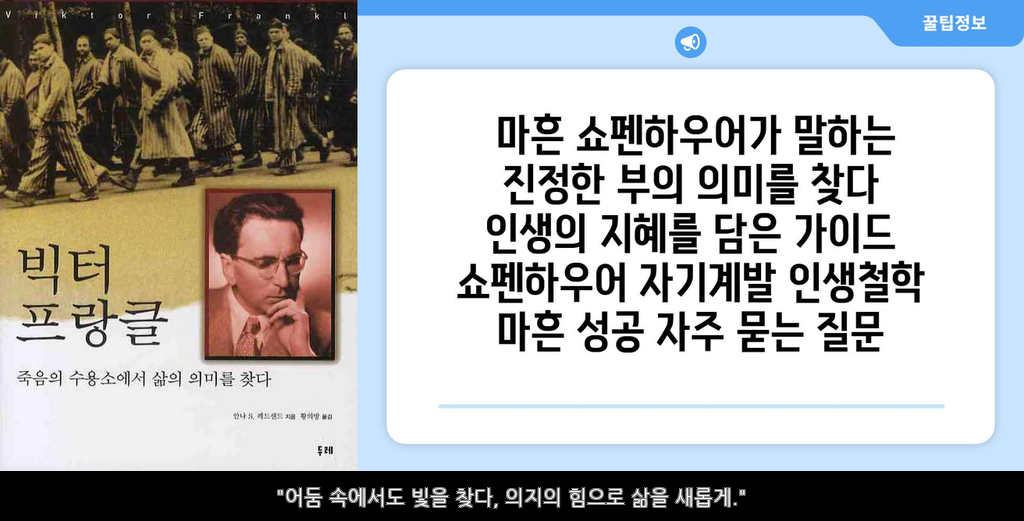 Viktor Frankl
빅터
프랑클
죽음의 수용소에서 삶의 의미를 찾다
안나 S. 레드샌드 지음 황의방 옮김
두레
꿀팁정보
마흔 쇼펜하우어가 말하는
진정한 부의 의미를 찾다
인생의 지혜를 담은 가이드
쇼펜하우어 자기계발 인생철학
마흔 성공 자주 묻는 질문
"어둠 속에서도 빛을 찾다, 의지의 힘으로 삶을 새롭게."